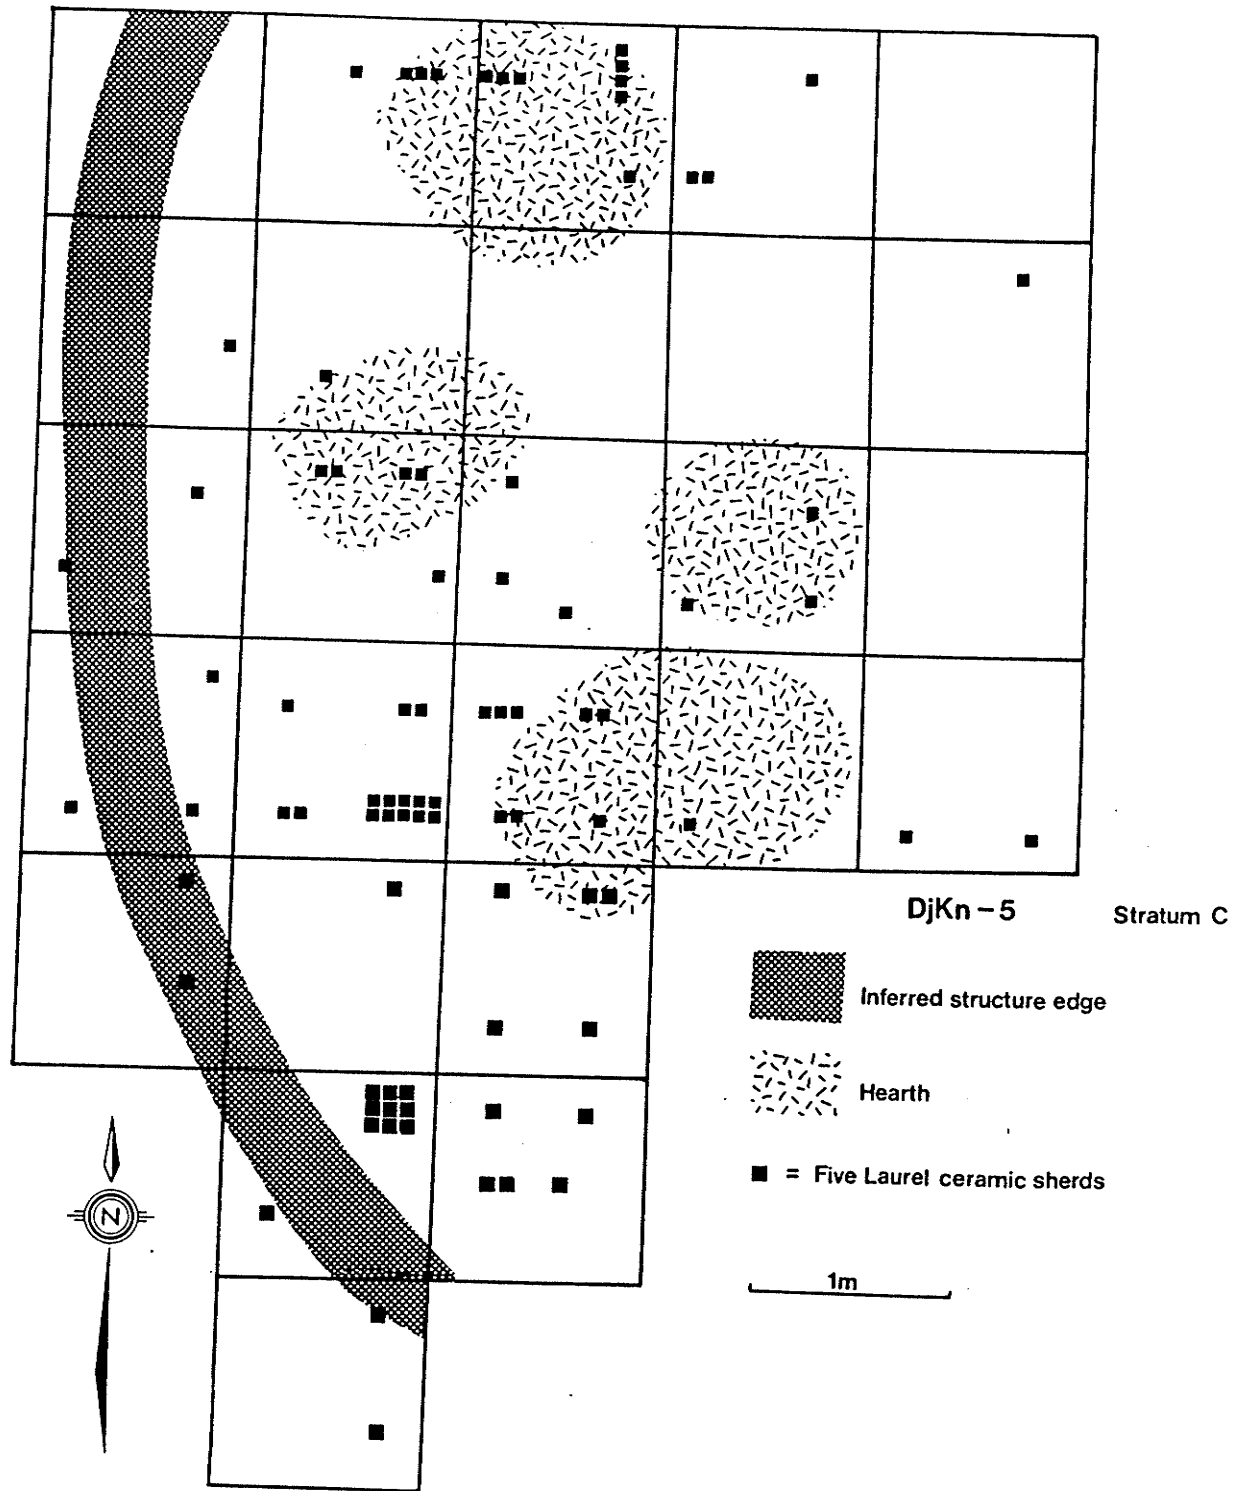 DjKn-5
Stratum C
Inferred structure edge
Hearth
= Five Laurel ceramic sherds
1m
N